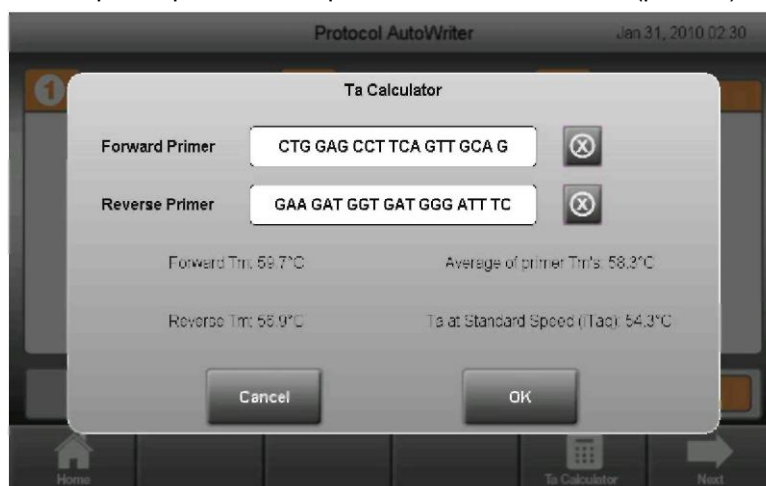 Protocol AutoWriter Jan 31, 2010 02:30
1
Ta Calculator
Forward Primer CTG GAG CCT TCA GTT GCA G
Reverse Primer GAA GAT GGT GAT GGG ATT TC
Forward Tm: 59.7°C Average of primer Tm's: 58.3°C
Reverse Tm: 56.9°C Ta at Standard Speed (iTaq): 54.3°C
Cancel OK
Home Ta Calculator Next